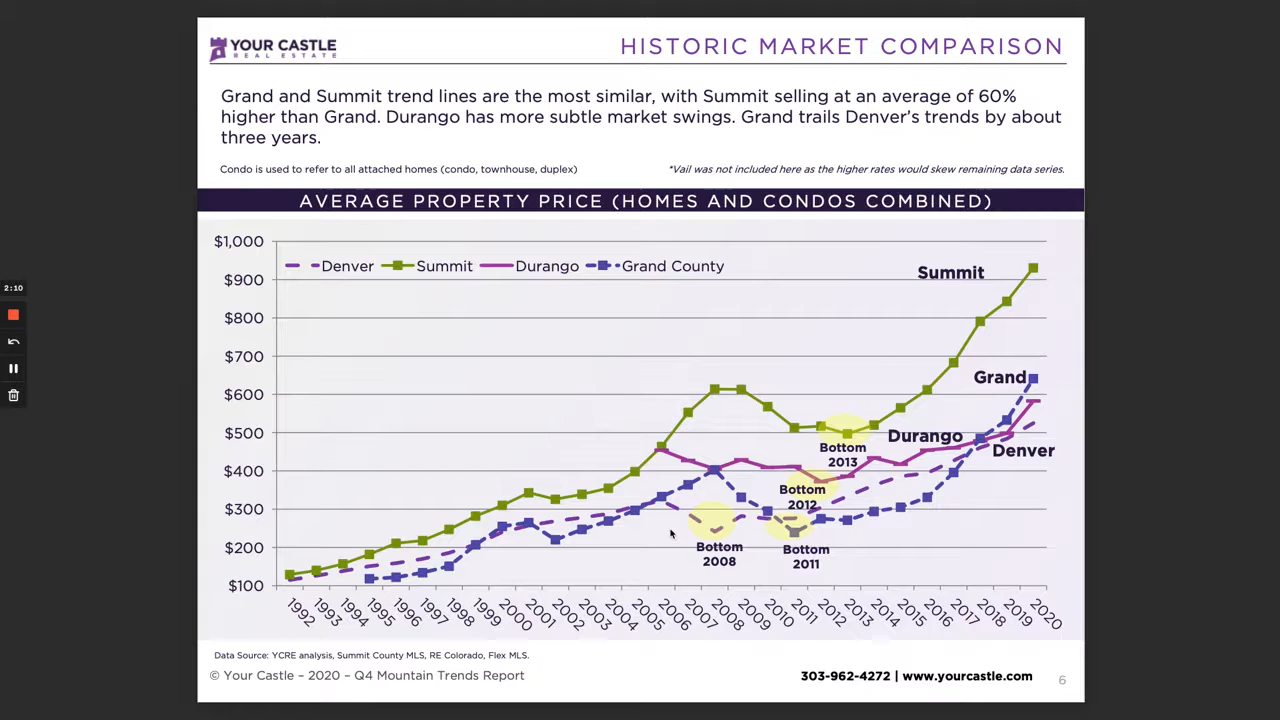 YOUR CASTLE
REAL ESTATE
HISTORIC MARKET COMPARISON
Grand and Summit trend lines are the most similar, with Summit selling at an average of 60%
higher than Grand. Durango has more subtle market swings. Grand trails Denver’s trends by about
three years.
Condo is used to refer to all attached homes (condo, townhouse, duplex)
*Vail was not included here as the higher rates would skew remaining data series.
AVERAGE PROPERTY PRICE (HOMES AND CONDOS COMBINED)
$1,000
$900
$800
$700
$600
$500
$400
$300
$200
$100
Denver
Summit
Durango
Grand County
Summit
Grand
Durango
Denver
Bottom
2013
Bottom
2012
Bottom
2008
Bottom
2011
1992
1993
1994
1995
1996
1997
1998
1999
2000
2001
2002
2003
2004
2005
2006
2007
2008
2009
2010
2011
2012
2013
2014
2015
2016
2017
2018
2019
2020
Data Source: YCRE analysis, Summit County MLS, RE Colorado, Flex MLS.
© Your Castle – 2020 – Q4 Mountain Trends Report
303-962-4272 | www.yourcastle.com
6
2:10